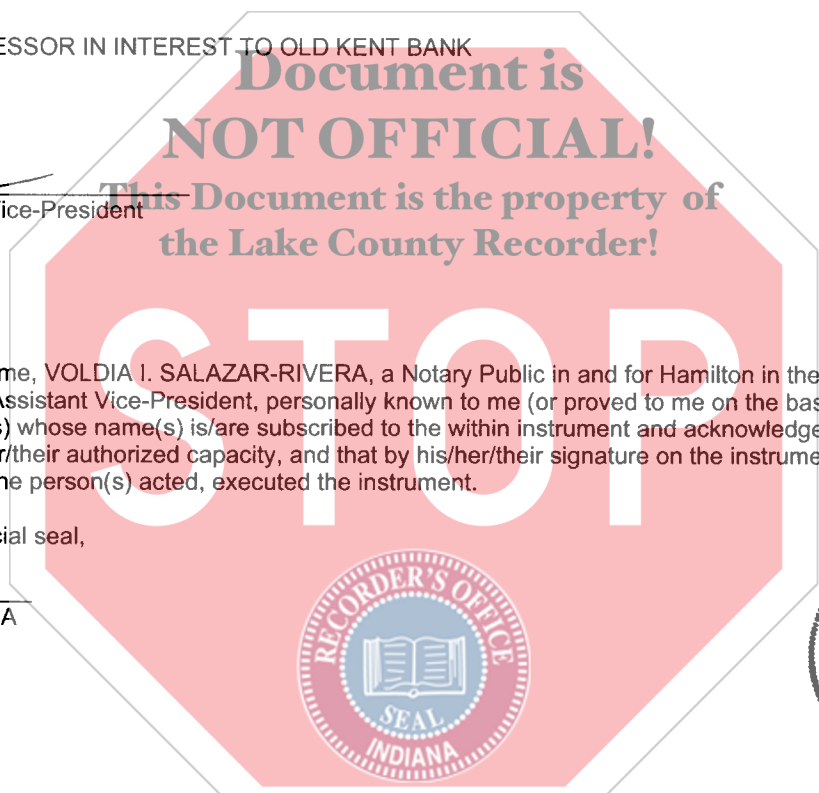 ESSOR IN INTEREST TO OLD KENT BANK
Document is
NOT OFFICIAL!
This Document is the property of
ice-President
the Lake County Recorder!
STOP
me, VOLDIA I. SALAZAR-RIVERA, a Notary Public in and for Hamilton in the
Assistant Vice-President, personally known to me (or proved to me on the bas
s) whose name(s) is/are subscribed to the within instrument and acknowledge
r/their authorized capacity, and that by his/her/their signature on the instrume
ne person(s) acted, executed the instrument.
cial seal,
A
RECORDER'S OFFICE
SEAL
INDIANA